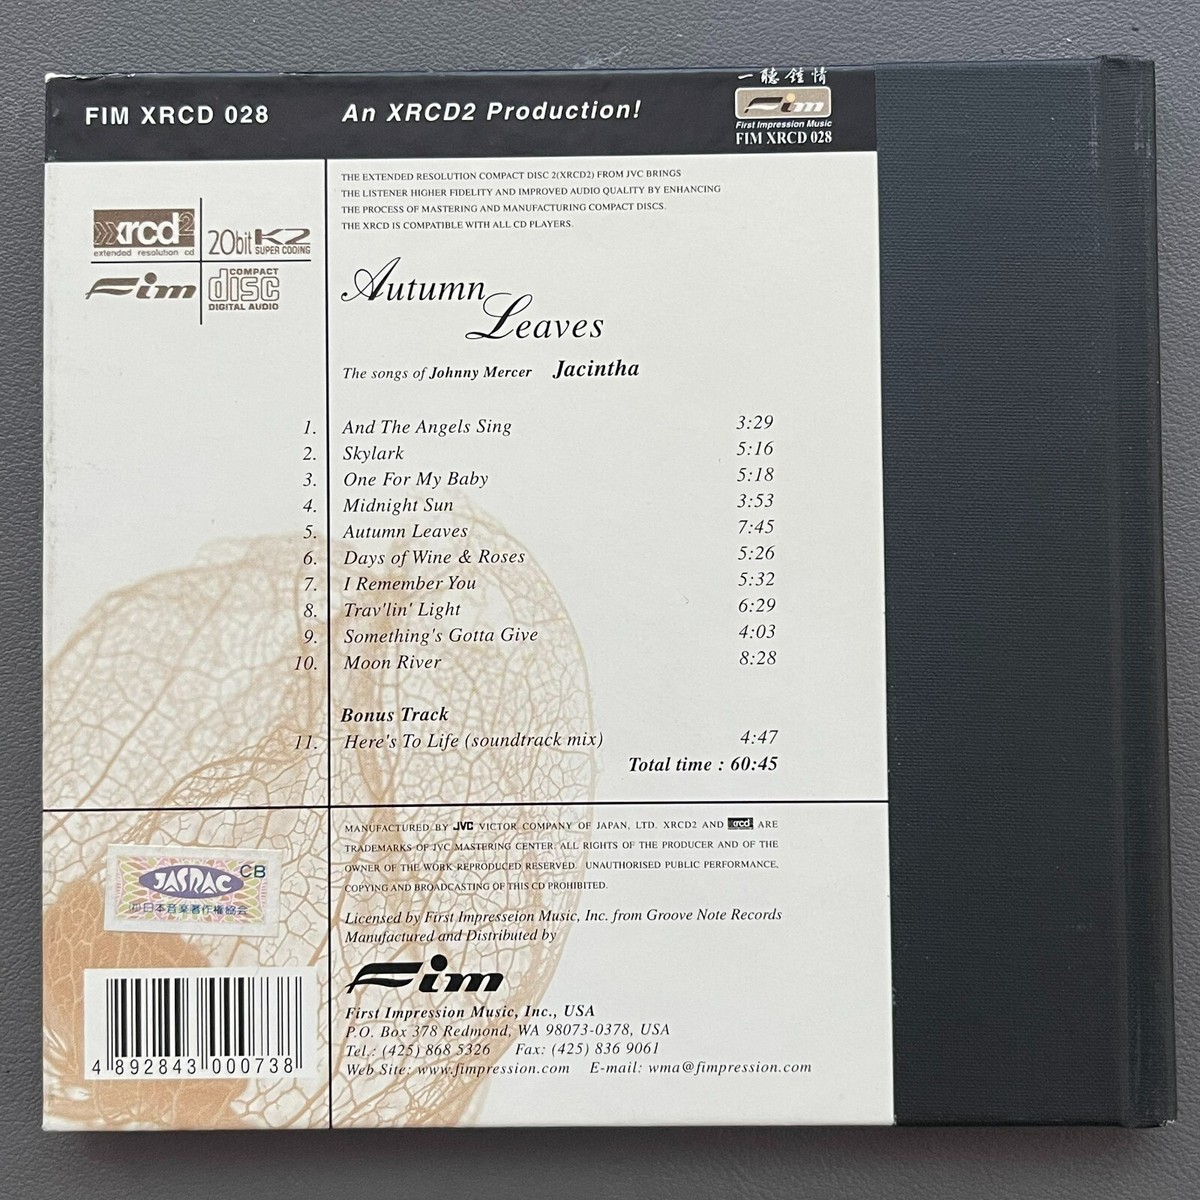 FIM XRCD 028
An XRCD2 Production!
一聽鍾情
Fim
First Impression Music
FIM XRCD 028
THE EXTENDED RESOLUTION COMPACT DISC 2(XRCD2) FROM JVC BRINGS
THE LISTENER HIGHER FIDELITY AND IMPROVED AUDIO QUALITY BY ENHANCING
THE PROCESS OF MASTERING AND MANUFACTURING COMPACT DISCS.
THE XRCD IS COMPATIBLE WITH ALL CD PLAYERS.
xrcd2
extended resolution cd
20bit K2
SUPER CODING
Fim
COMPACT
disc
DIGITAL AUDIO
Autumn
Leaves
The songs of Johnny Mercer Jacintha
1. And The Angels Sing 3:29
2. Skylark 5:16
3. One For My Baby 5:18
4. Midnight Sun 3:53
5. Autumn Leaves 7:45
6. Days of Wine & Roses 5:26
7. I Remember You 5:32
8. Trav'lin' Light 6:29
9. Something's Gotta Give 4:03
10. Moon River 8:28
Bonus Track
11. Here's To Life (soundtrack mix) 4:47
Total time : 60:45
MANUFACTURED BY JVC VICTOR COMPANY OF JAPAN, LTD. XRCD2 AND xrcd ARE
TRADEMARKS OF JVC MASTERING CENTER. ALL RIGHTS OF THE PRODUCER AND OF THE
OWNER OF THE WORK REPRODUCED RESERVED. UNAUTHORISED PUBLIC PERFORMANCE,
COPYING AND BROADCASTING OF THIS CD PROHIBITED.
JASRAC CB
(社)日本音楽著作権協会
Licensed by First Impresseion Music, Inc. from Groove Note Records
Manufactured and Distributed by
Fim
First Impression Music, Inc., USA
P.O. Box 378 Redmond, WA 98073-0378, USA
Tel.: (425) 868 5326 Fax: (425) 836 9061
Web Site: www.fimpression.com E-mail: wma@fimpression.com
4 892843 000738